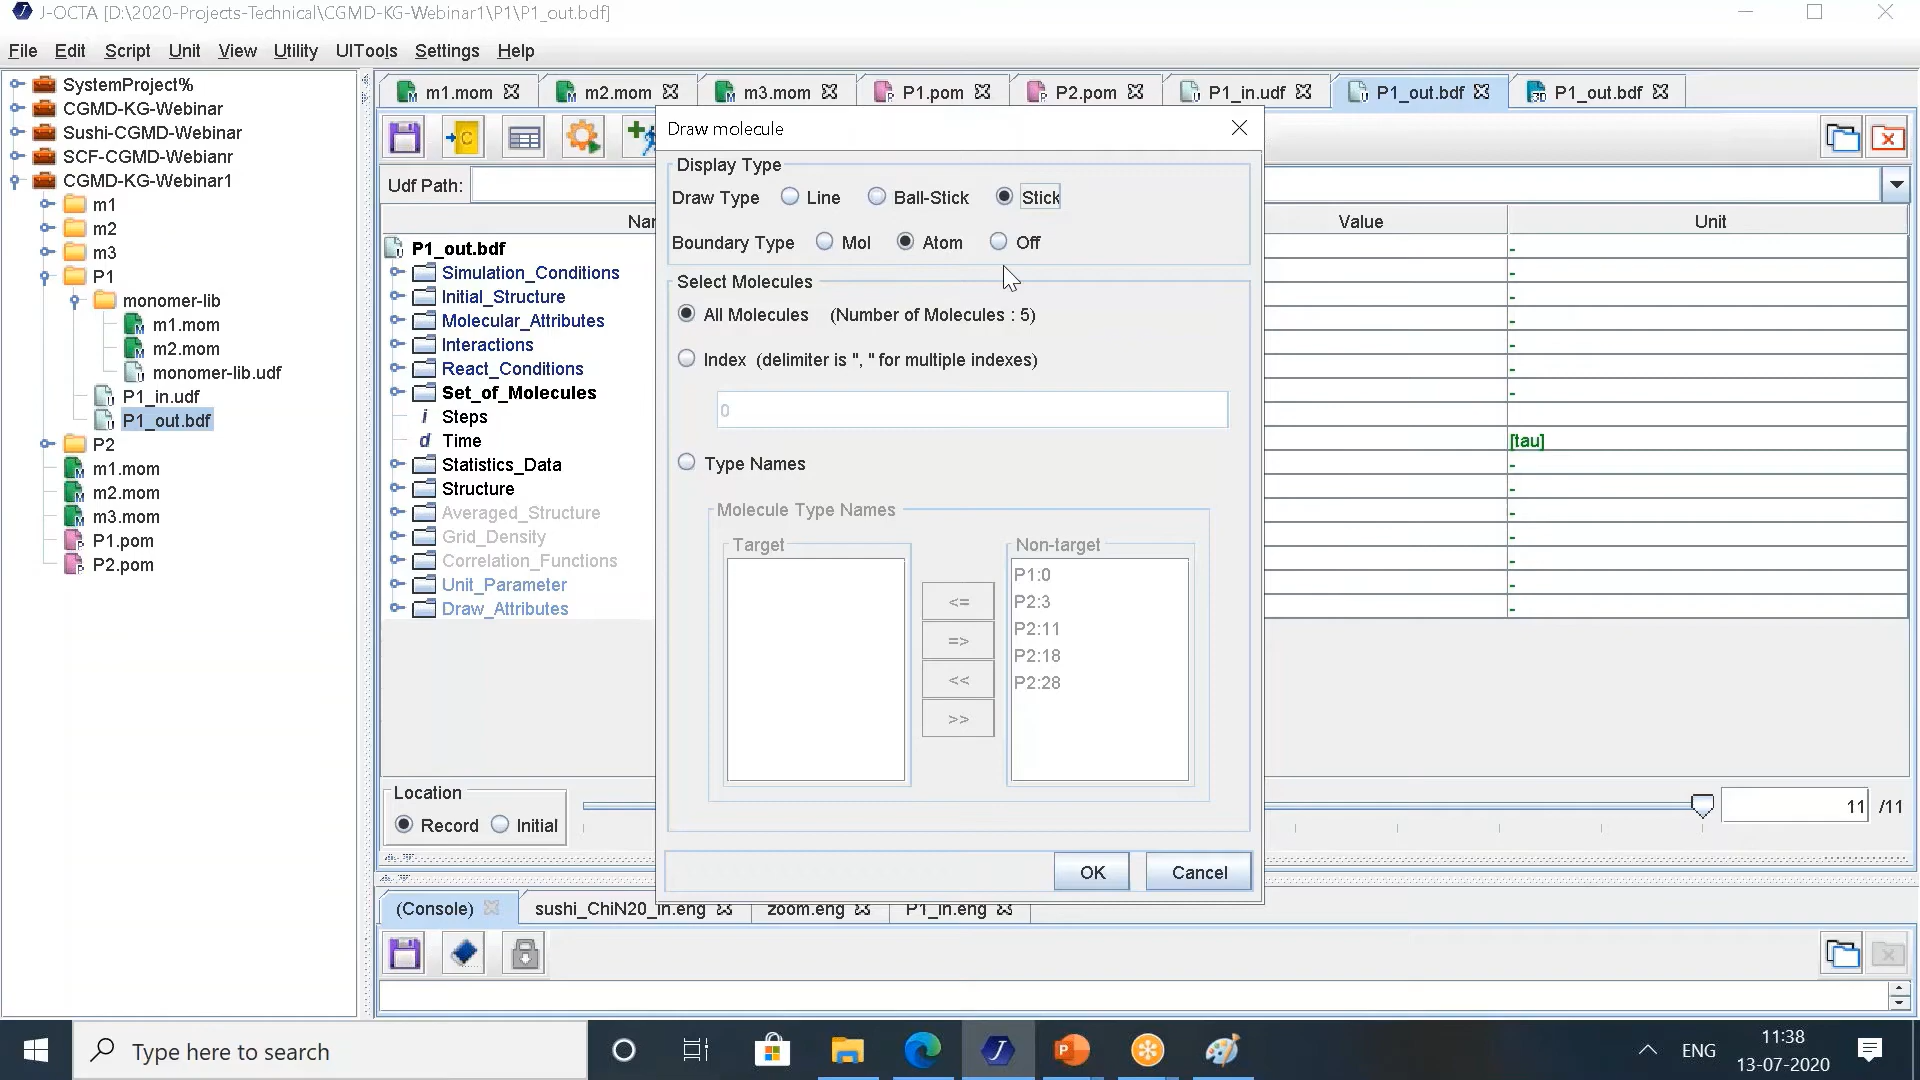 J-OCTA [D:\2020-Projects-Technical\CGMD-KG-Webinar1\P1\P1_out.bdf]
File Edit Script Unit View Utility UITools Settings Help
SystemProject%
CGMD-KG-Webinar
Sushi-CGMD-Webinar
SCF-CGMD-Webianr
CGMD-KG-Webinar1
m1
m2
m3
P1
monomer-lib
m1.mom
m2.mom
monomer-lib.udf
P1_in.udf
P1_out.bdf
P2
m1.mom
m2.mom
m3.mom
P1.pom
P2.pom
m1.mom m2.mom m3.mom P1.pom P2.pom P1_in.udf P1_out.bdf P1_out.bdf
Udf Path:
Value Unit
P1_out.bdf
Simulation_Conditions
Initial_Structure
Molecular_Attributes
Interactions
React_Conditions
Set_of_Molecules
i Steps
d Time [tau]
Statistics_Data
Structure
Averaged_Structure
Grid_Density
Correlation_Functions
Unit_Parameter
Draw_Attributes
Draw molecule
Display Type
Draw Type Line Ball-Stick Stick
Boundary Type Mol Atom Off
Select Molecules
All Molecules (Number of Molecules : 5)
Index (delimiter is "," for multiple indexes)
0
Type Names
Molecule Type Names
Target Non-target
P1:0
P2:3
P2:11
P2:18
P2:28
<=
=>
<<
>>
OK Cancel
Location
Record Initial
11 /11
(Console) sushi_ChiN20_in.eng zoom.eng P1_in.eng
Type here to search
ENG
11:38
13-07-2020